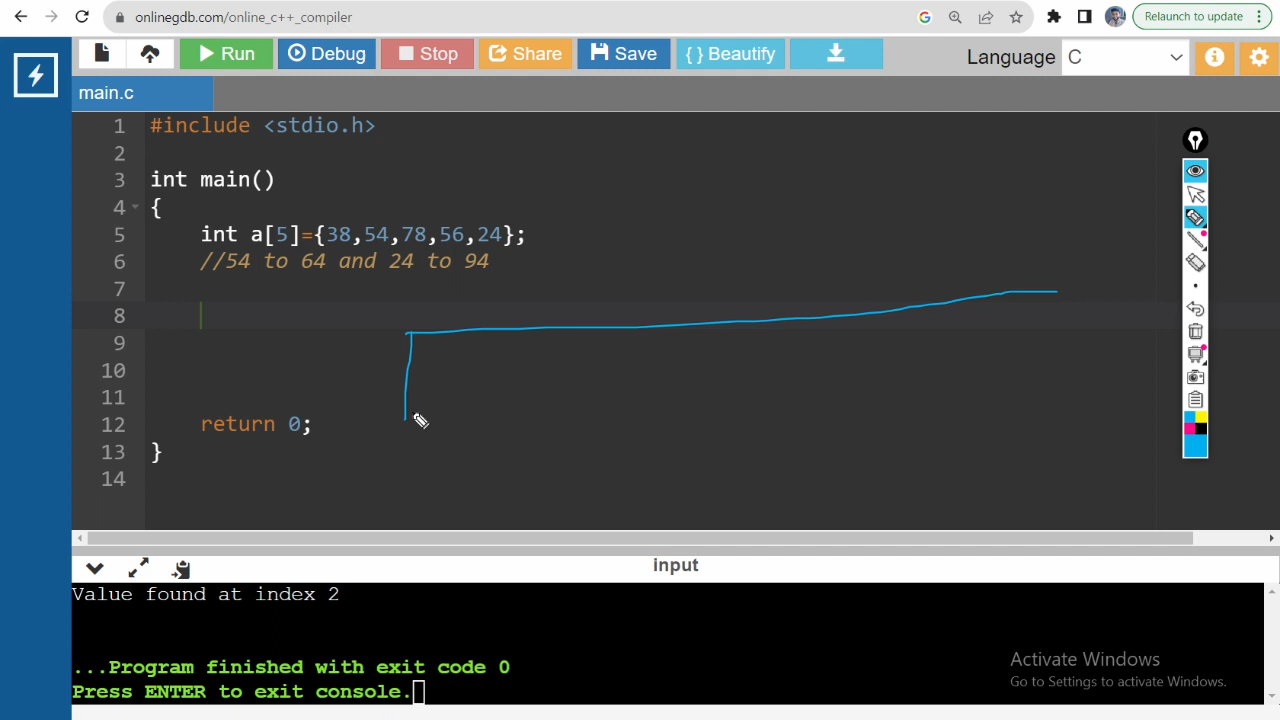 onlinegdb.com/online_c++_compiler
Relaunch to update
Run Debug Stop Share Save { } Beautify Language C
main.c
1 #include <stdio.h>
2
3 int main()
4 {
5 int a[5]={38,54,78,56,24};
6 //54 to 64 and 24 to 94
7
8
9
10
11
12 return 0;
13 }
14
input
Value found at index 2
...Program finished with exit code 0
Press ENTER to exit console.
Activate Windows
Go to Settings to activate Windows.